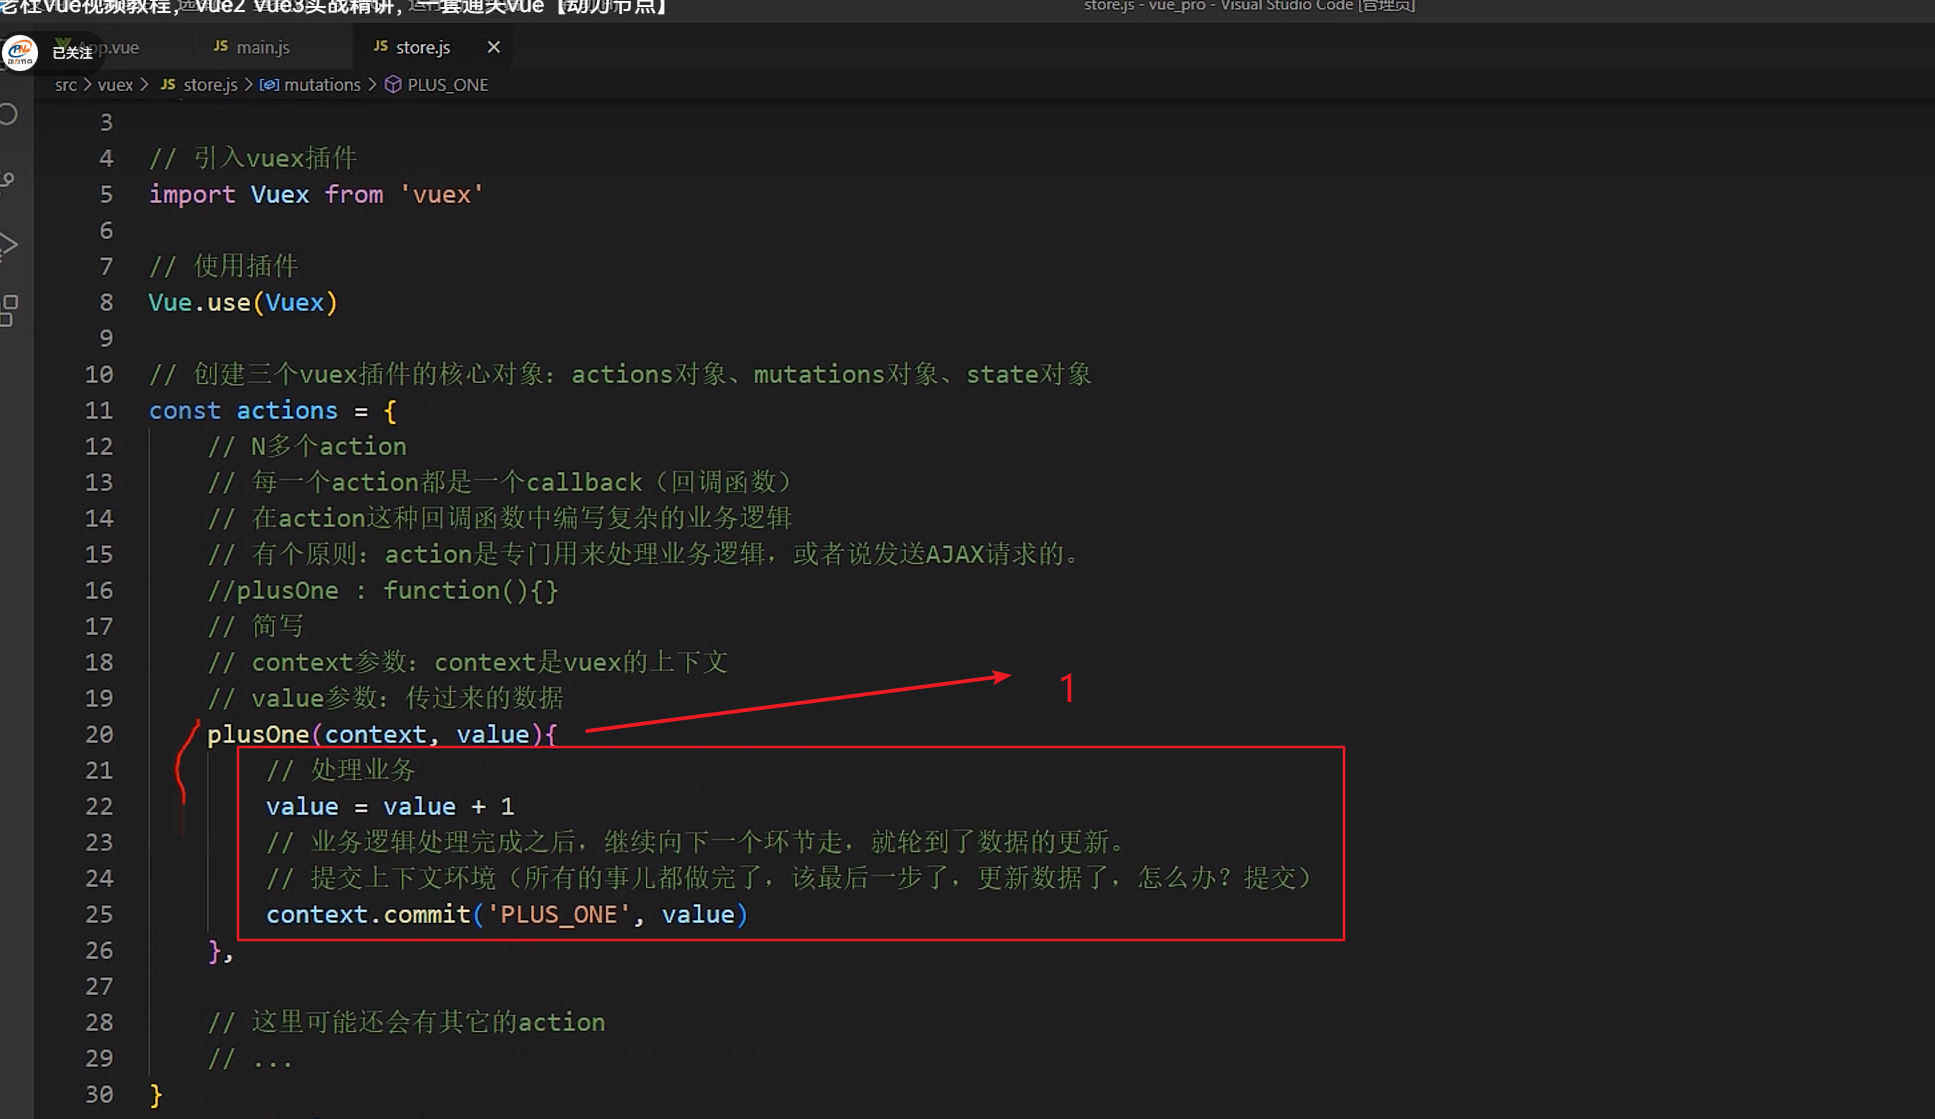 老杜Vue视频教程，Vue2 Vue3实战精讲，一套通关Vue【动力节点】
store.js - vue_pro - Visual Studio Code [管理员]
已关注
pp.vue
JS main.js
JS store.js ×
src > vuex > JS store.js > mutations > PLUS_ONE
3
4 // 引入vuex插件
5 import Vuex from 'vuex'
6
7 // 使用插件
8 Vue.use(Vuex)
9
10 // 创建三个vuex插件的核心对象：actions对象、mutations对象、state对象
11 const actions = {
12 // N多个action
13 // 每一个action都是一个callback（回调函数）
14 // 在action这种回调函数中编写复杂的业务逻辑
15 // 有个原则：action是专门用来处理业务逻辑，或者说发送AJAX请求的。
16 //plusOne : function(){}
17 // 简写
18 // context参数：context是vuex的上下文
19 // value参数：传过来的数据
1
20 plusOne(context, value){
21 // 处理业务
22 value = value + 1
23 // 业务逻辑处理完成之后，继续向下一个环节走，就轮到了数据的更新。
24 // 提交上下文环境（所有的事儿都做完了，该最后一步了，更新数据了，怎么办？提交）
25 context.commit('PLUS_ONE', value)
26 },
27
28 // 这里可能还会有其它的action
29 // ...
30 }